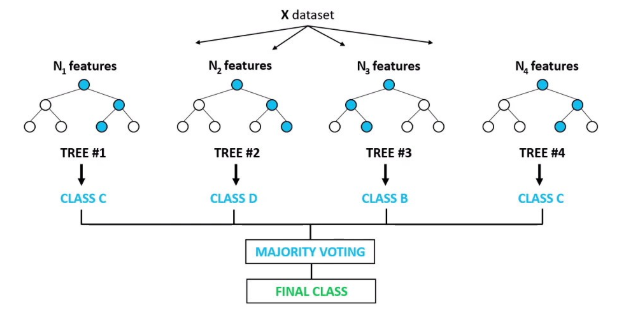 X dataset
N₁ features N₂ features N₃ features N₄ features
TREE #1 TREE #2 TREE #3 TREE #4
CLASS C CLASS D CLASS B CLASS C
MAJORITY VOTING
FINAL CLASS